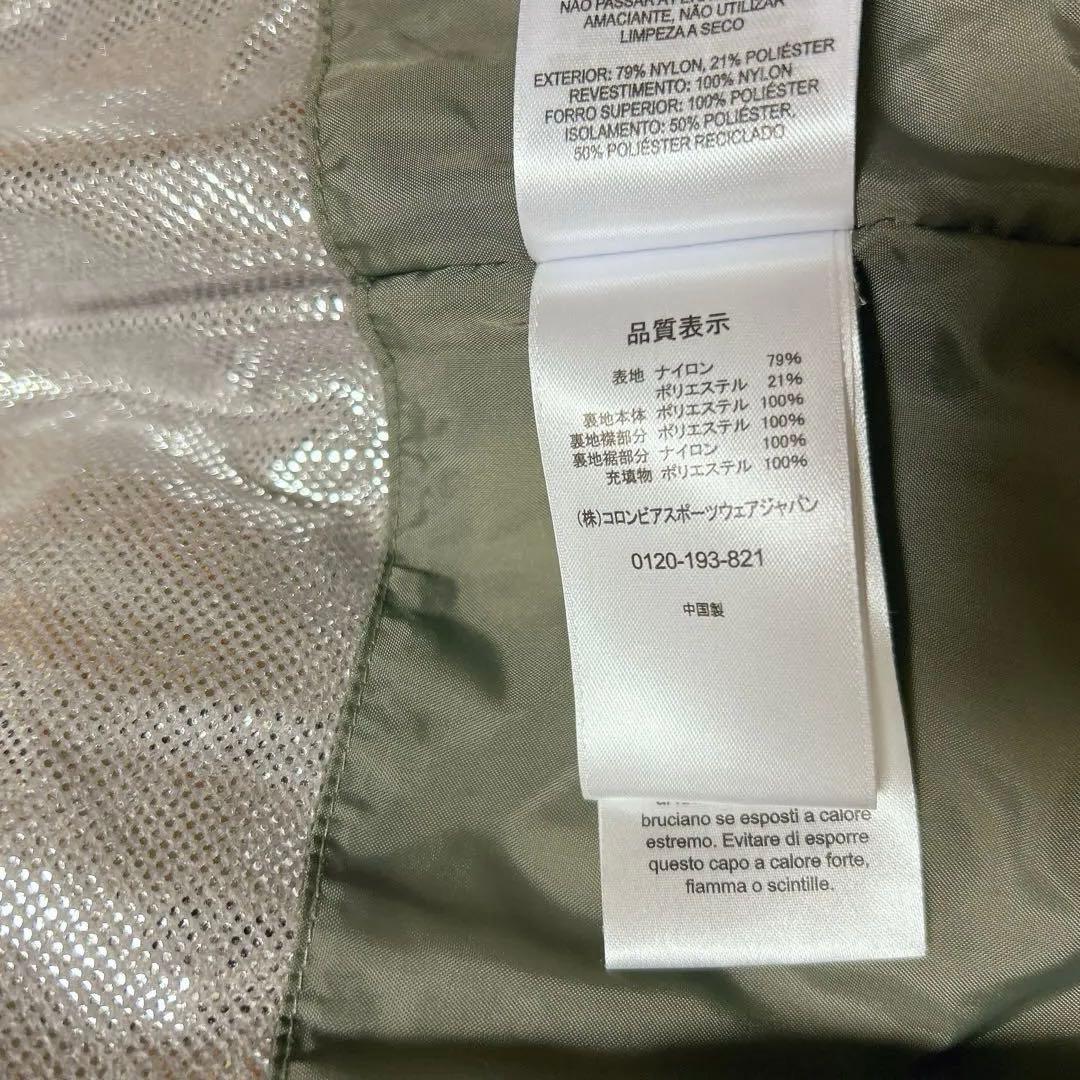 NÃO PASSAR A
AMACIANTE, NÃO UTILIZAR
LIMPEZA A SECO
EXTERIOR: 79% NYLON, 21% POLIÉSTER
REVESTIMENTO: 100% NYLON
FORRO SUPERIOR: 100% POLIÉSTER
ISOLAMENTO: 50% POLIÉSTER,
50% POLIÉSTER RECICLADO
品質表示
表地 ナイロン 79%
ポリエステル 21%
裏地本体 ポリエステル 100%
裏地襟部分 ポリエステル 100%
裏地裾部分 ナイロン 100%
充填物 ポリエステル 100%
(株)コロンビアスポーツウェアジャパン
0120-193-821
中国製
bruciano se esposti a calore
estremo. Evitare di esporre
questo capo a calore forte,
fiamma o scintille.